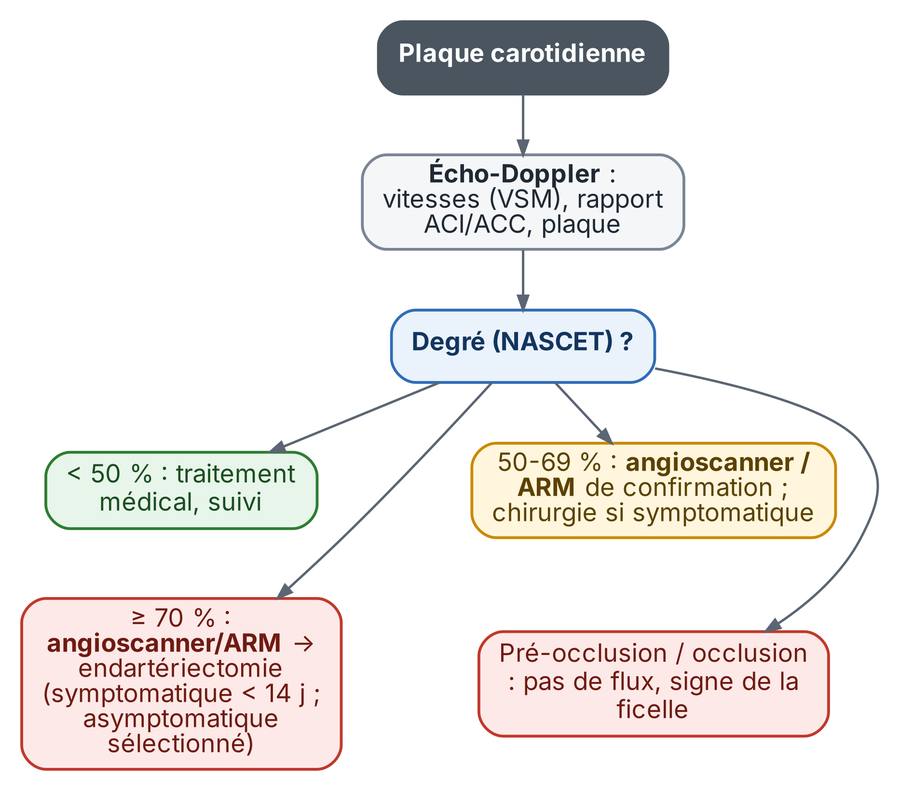 Plaque carotidienne
Écho-Doppler :
vitesses (VSM), rapport
ACI/ACC, plaque
Degré (NASCET) ?
< 50 % : traitement
médical, suivi
50-69 % : angioscanner /
ARM de confirmation ;
chirurgie si symptomatique
≥ 70 % :
angioscanner/ARM →
endartériectomie
(symptomatique < 14 j ;
asymptomatique
sélectionné)
Pré-occlusion / occlusion
: pas de flux, signe de la
ficelle